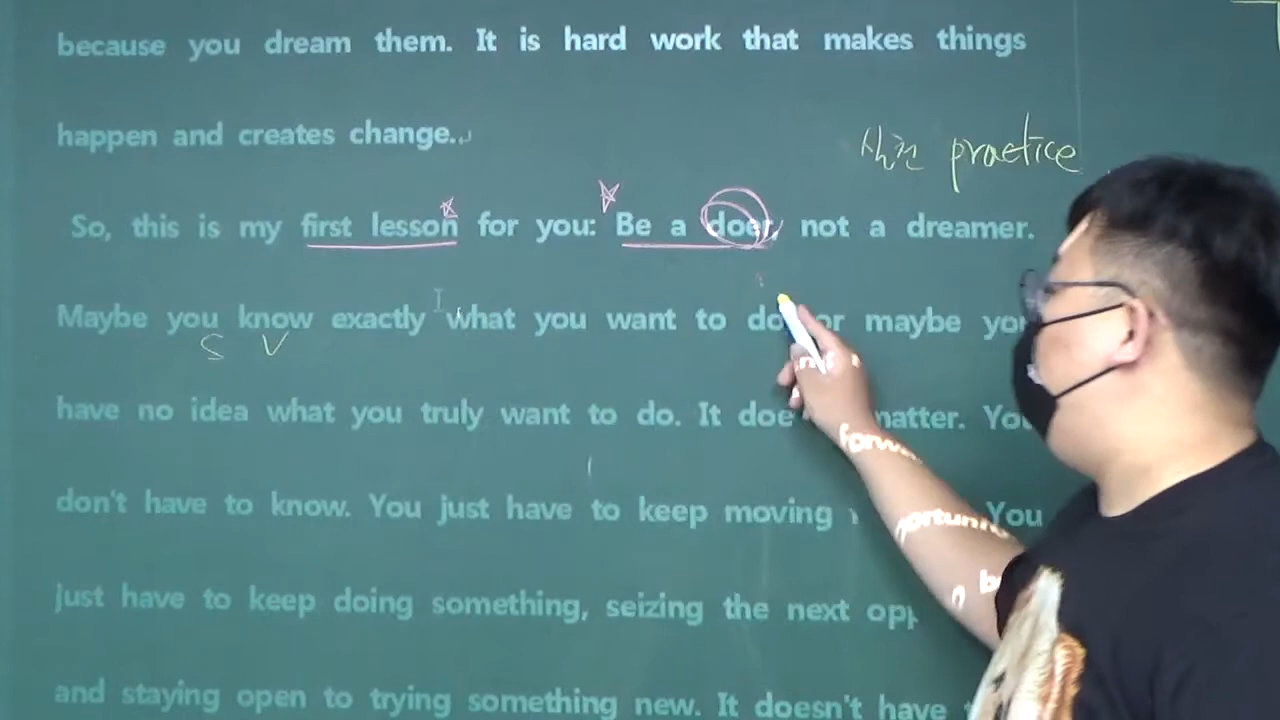 because you dream them. It is hard work that makes things
happen and creates change.
실천 practice
So, this is my first lesson for you: Be a doer, not a dreamer.
Maybe you know exactly what you want to do, or maybe you
S V
have no idea what you truly want to do. It matter. You
don't have to know. You just have to keep moving forw You
just have to keep doing something, seizing the next opportun
and staying open to trying something new. It doesn't have